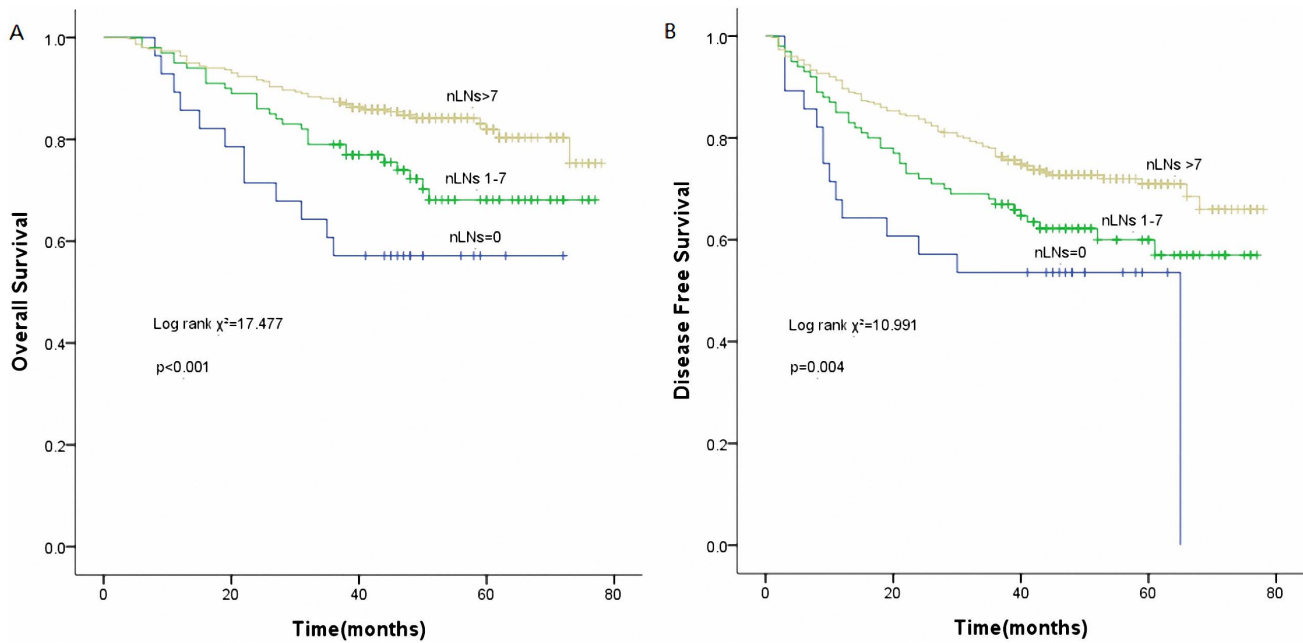 A
Overall Survival
1.0
0.8
0.6
0.4
0.2
0.0
nLNs>7
nLNs 1-7
nLNs=0
Log rank χ²=17.477
p<0.001
0 20 40 60 80
Time(months)
B
Disease Free Survival
1.0
0.8
0.6
0.4
0.2
0.0
nLNs >7
nLNs 1-7
nLNs=0
Log rank χ²=10.991
p=0.004
0 20 40 60 80
Time(months)